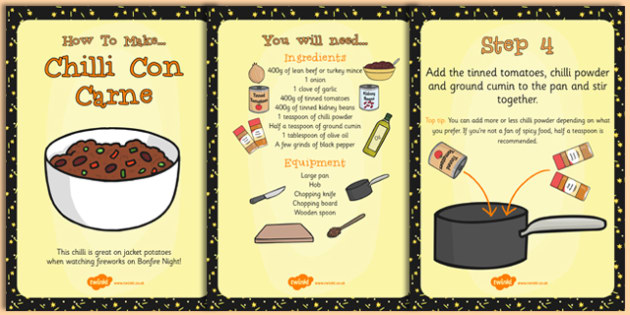 How To Make...
Chilli Con
Carne
This chilli is great on jacket potatoes
when watching fireworks on Bonfire Night!
twinkl
www.twinkl.co.uk
You will need...
Ingredients
400g of lean beef or turkey mince
1 onion
1 clove of garlic
400g of tinned tomatoes
400g of tinned kidney beans
1 teaspoon of chilli powder
Half a teaspoon of ground cumin
1 tablespoon of olive oil
A few grinds of black pepper
Equipment
Large pan
Hob
Chopping knife
Chopping board
Wooden spoon
twinkl
www.twinkl.co.uk
Step 4
Add the tinned tomatoes, chilli powder
and ground cumin to the pan and stir
together.
Top tip: You can add more or less chilli powder depending on what
you prefer. If you're not a fan of spicy food, half a teaspoon is
recommended.
twinkl
www.twinkl.co.uk